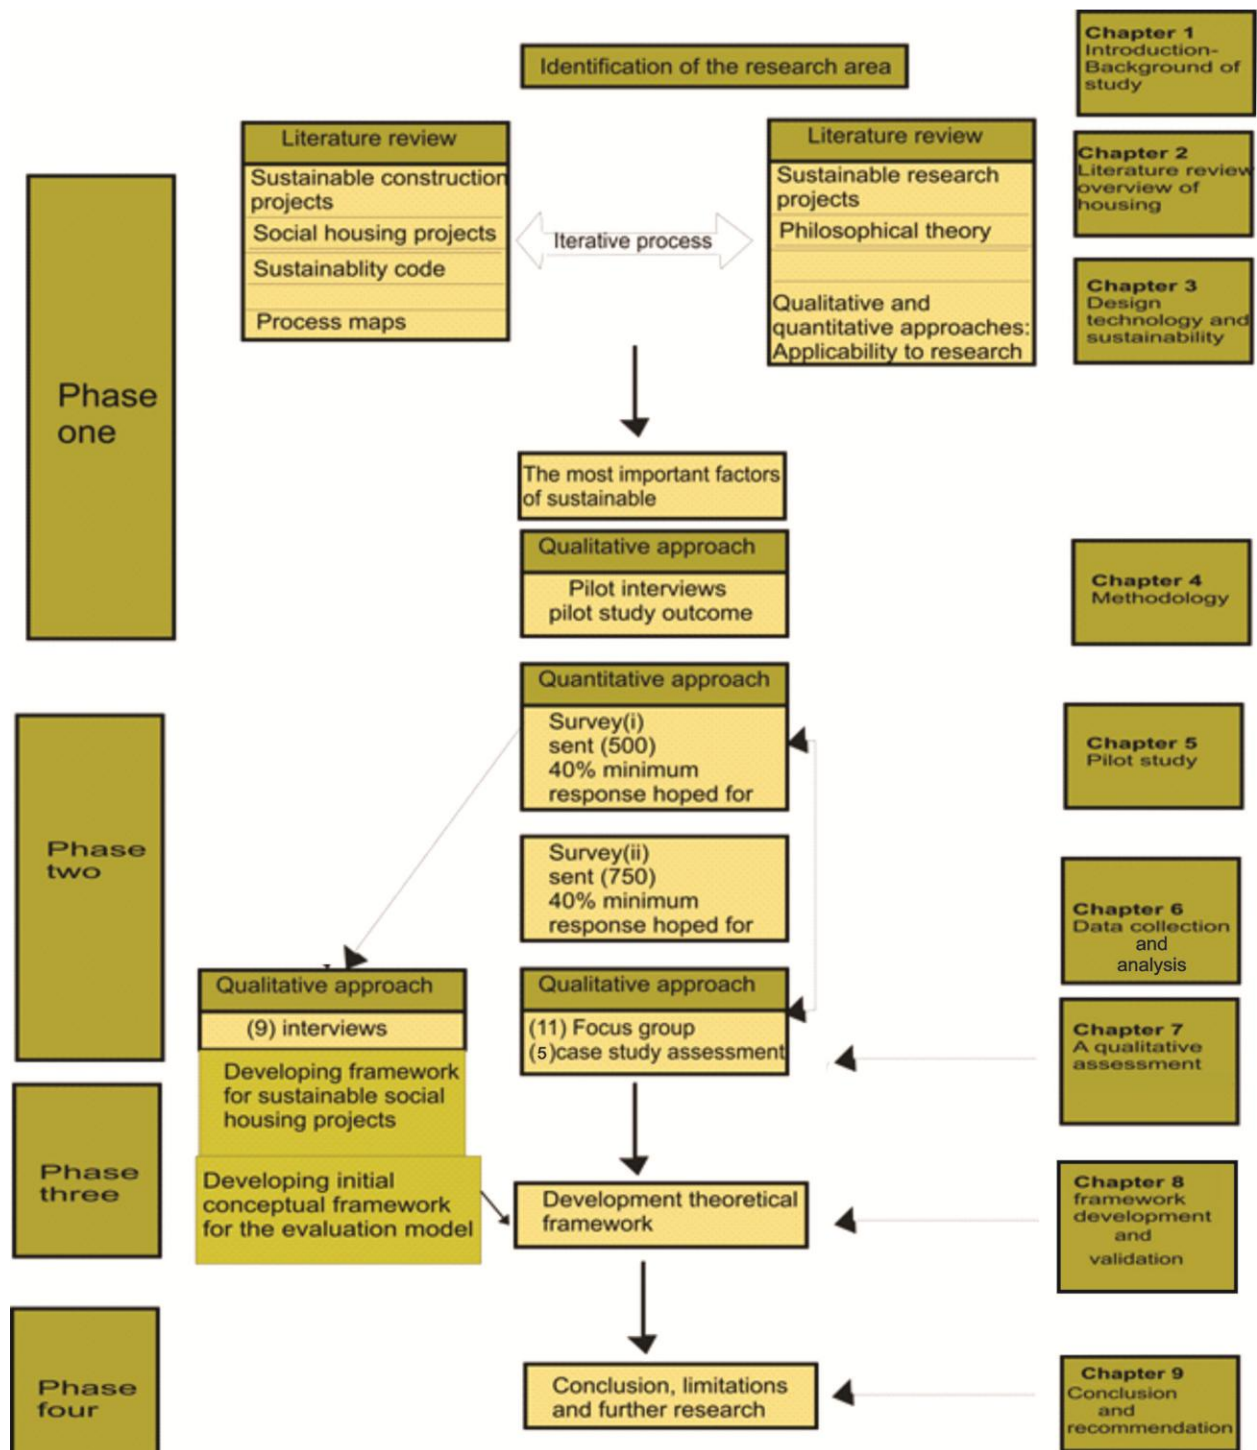 Identification of the research area
Chapter 1
Introduction-
Background of
study
Literature review
Sustainable construction
projects
Social housing projects
Sustainablity code
Process maps
Iterative process
Literature review
Sustainable research
projects
Philosophical theory
Qualitative and
quantitative approaches:
Applicability to research
Chapter 2
Literature review
overview of
housing
Chapter 3
Design
technology and
sustainability
Phase
one
The most important factors
of sustainable
Qualitative approach
Pilot interviews
pilot study outcome
Chapter 4
Methodology
Quantitative approach
Survey(i)
sent (500)
40% minimum
response hoped for
Chapter 5
Pilot study
Phase
two
Survey(ii)
sent (750)
40% minimum
response hoped for
Chapter 6
Data collection
and
analysis
Qualitative approach
(9) interviews
Developing framework
for sustainable social
housing projects
Qualitative approach
(11) Focus group
(5)case study assessment
Chapter 7
A qualitative
assessment
Phase
three
Developing initial
conceptual framework
for the evaluation model
Development theoretical
framework
Chapter 8
framework
development
and
validation
Phase
four
Conclusion, limitations
and further research
Chapter 9
Conclusion
and
recommendation